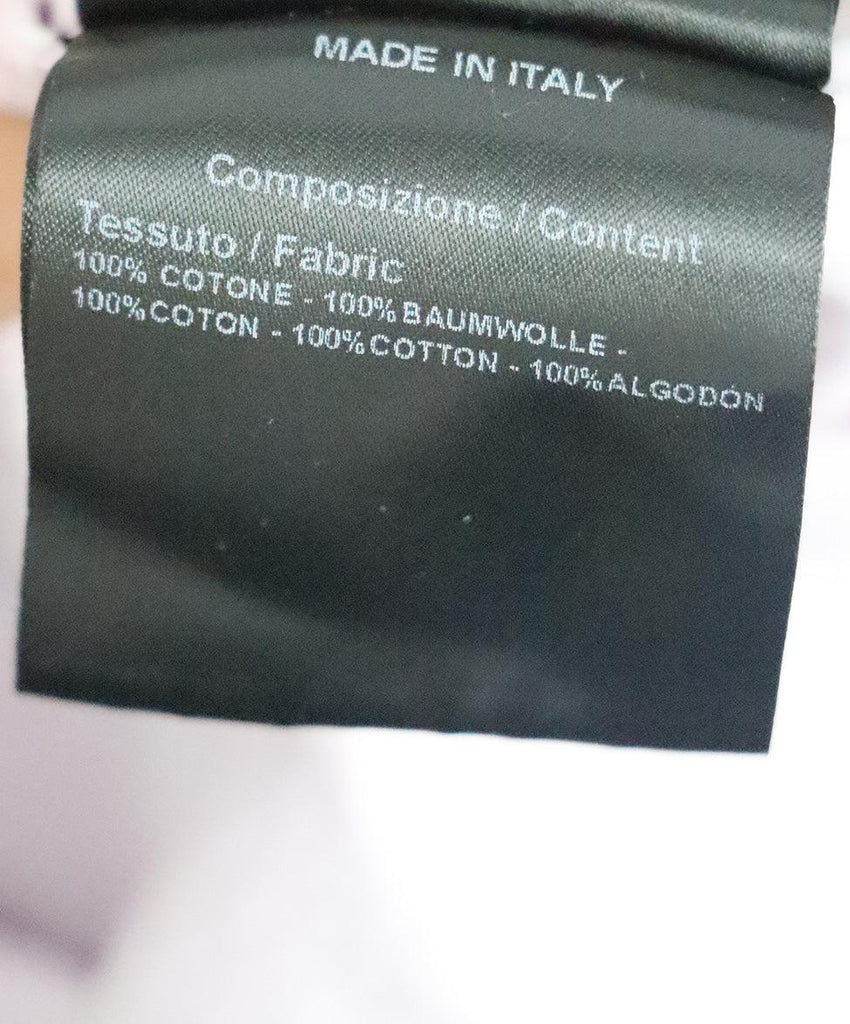 MADE IN ITALY
Composizione / Content
Tessuto / Fabric
100% COTONE - 100% BAUMWOLLE -
100% COTON - 100% COTTON - 100% ALGODÓN